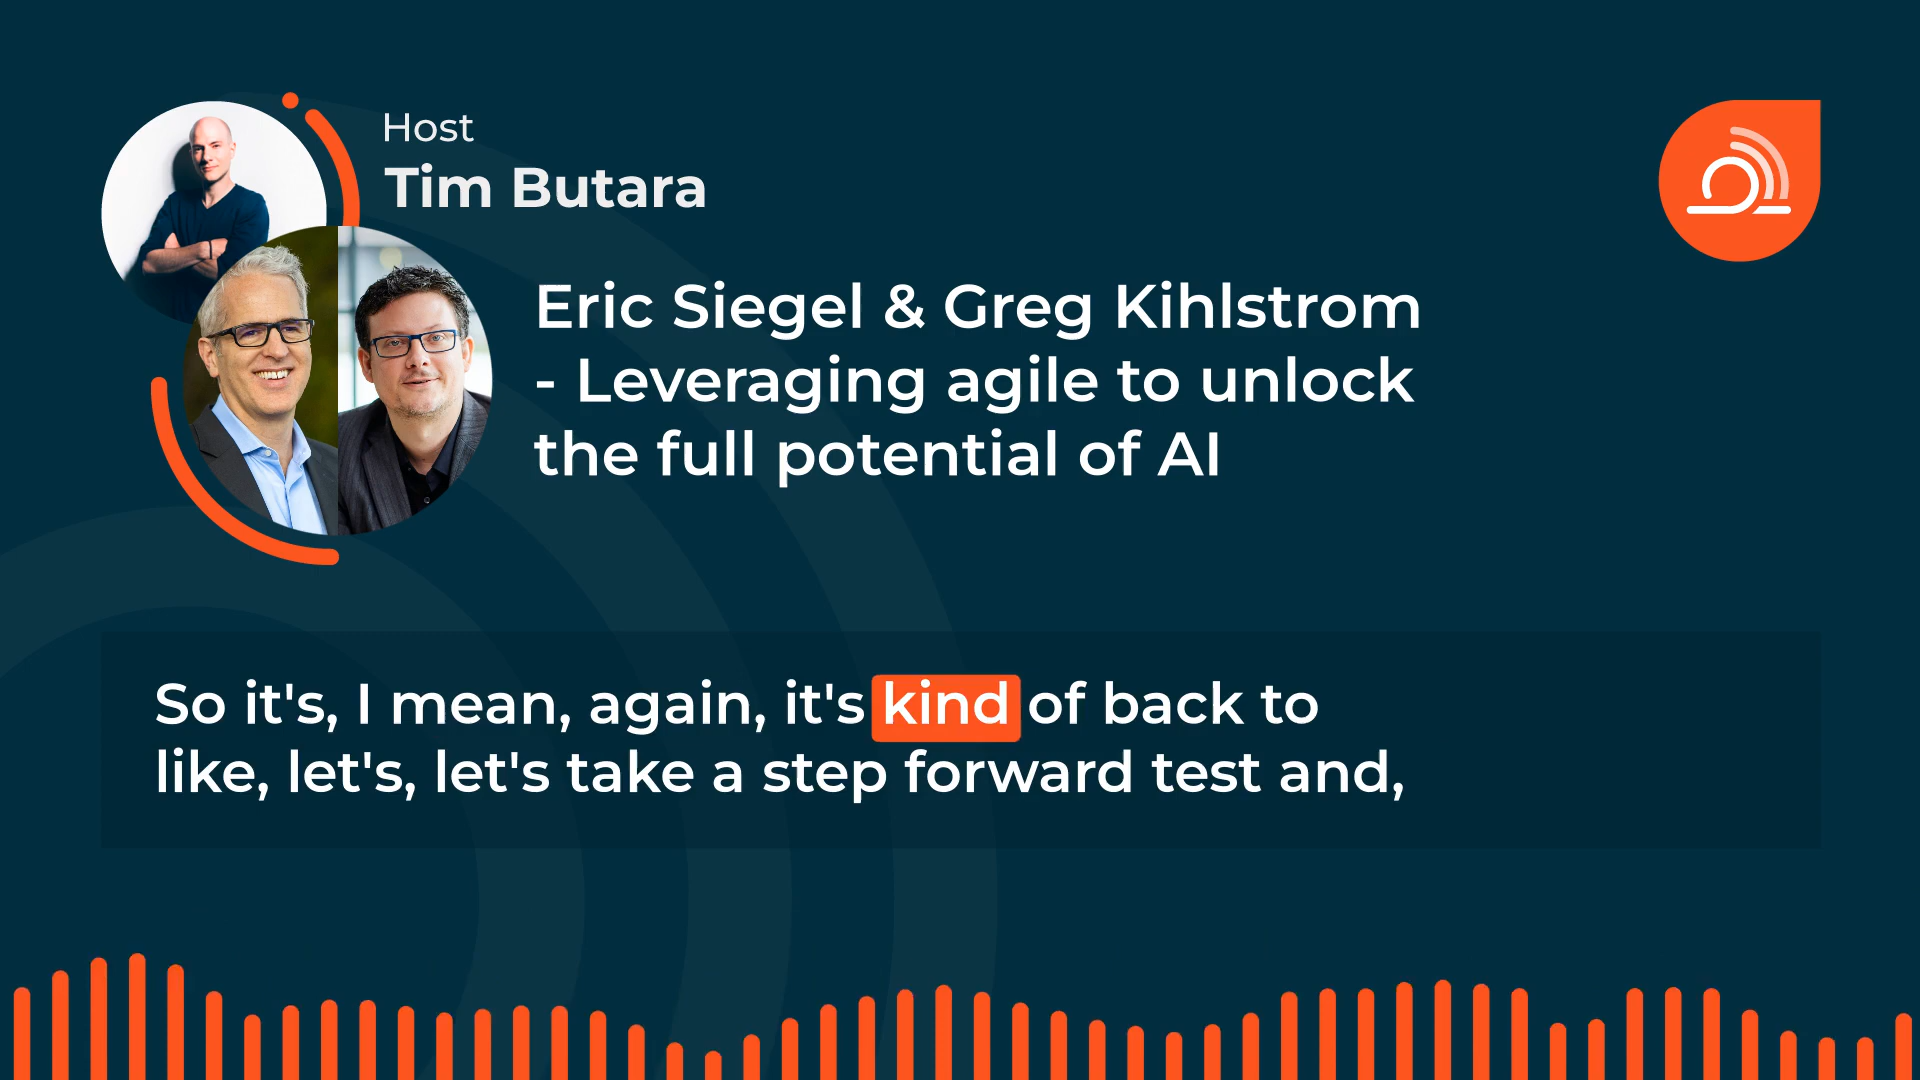 Host
Tim Butara
Eric Siegel & Greg Kihlstrom
- Leveraging agile to unlock
the full potential of AI
So it's, I mean, again, it's kind of back to
like, let's, let's take a step forward test and,